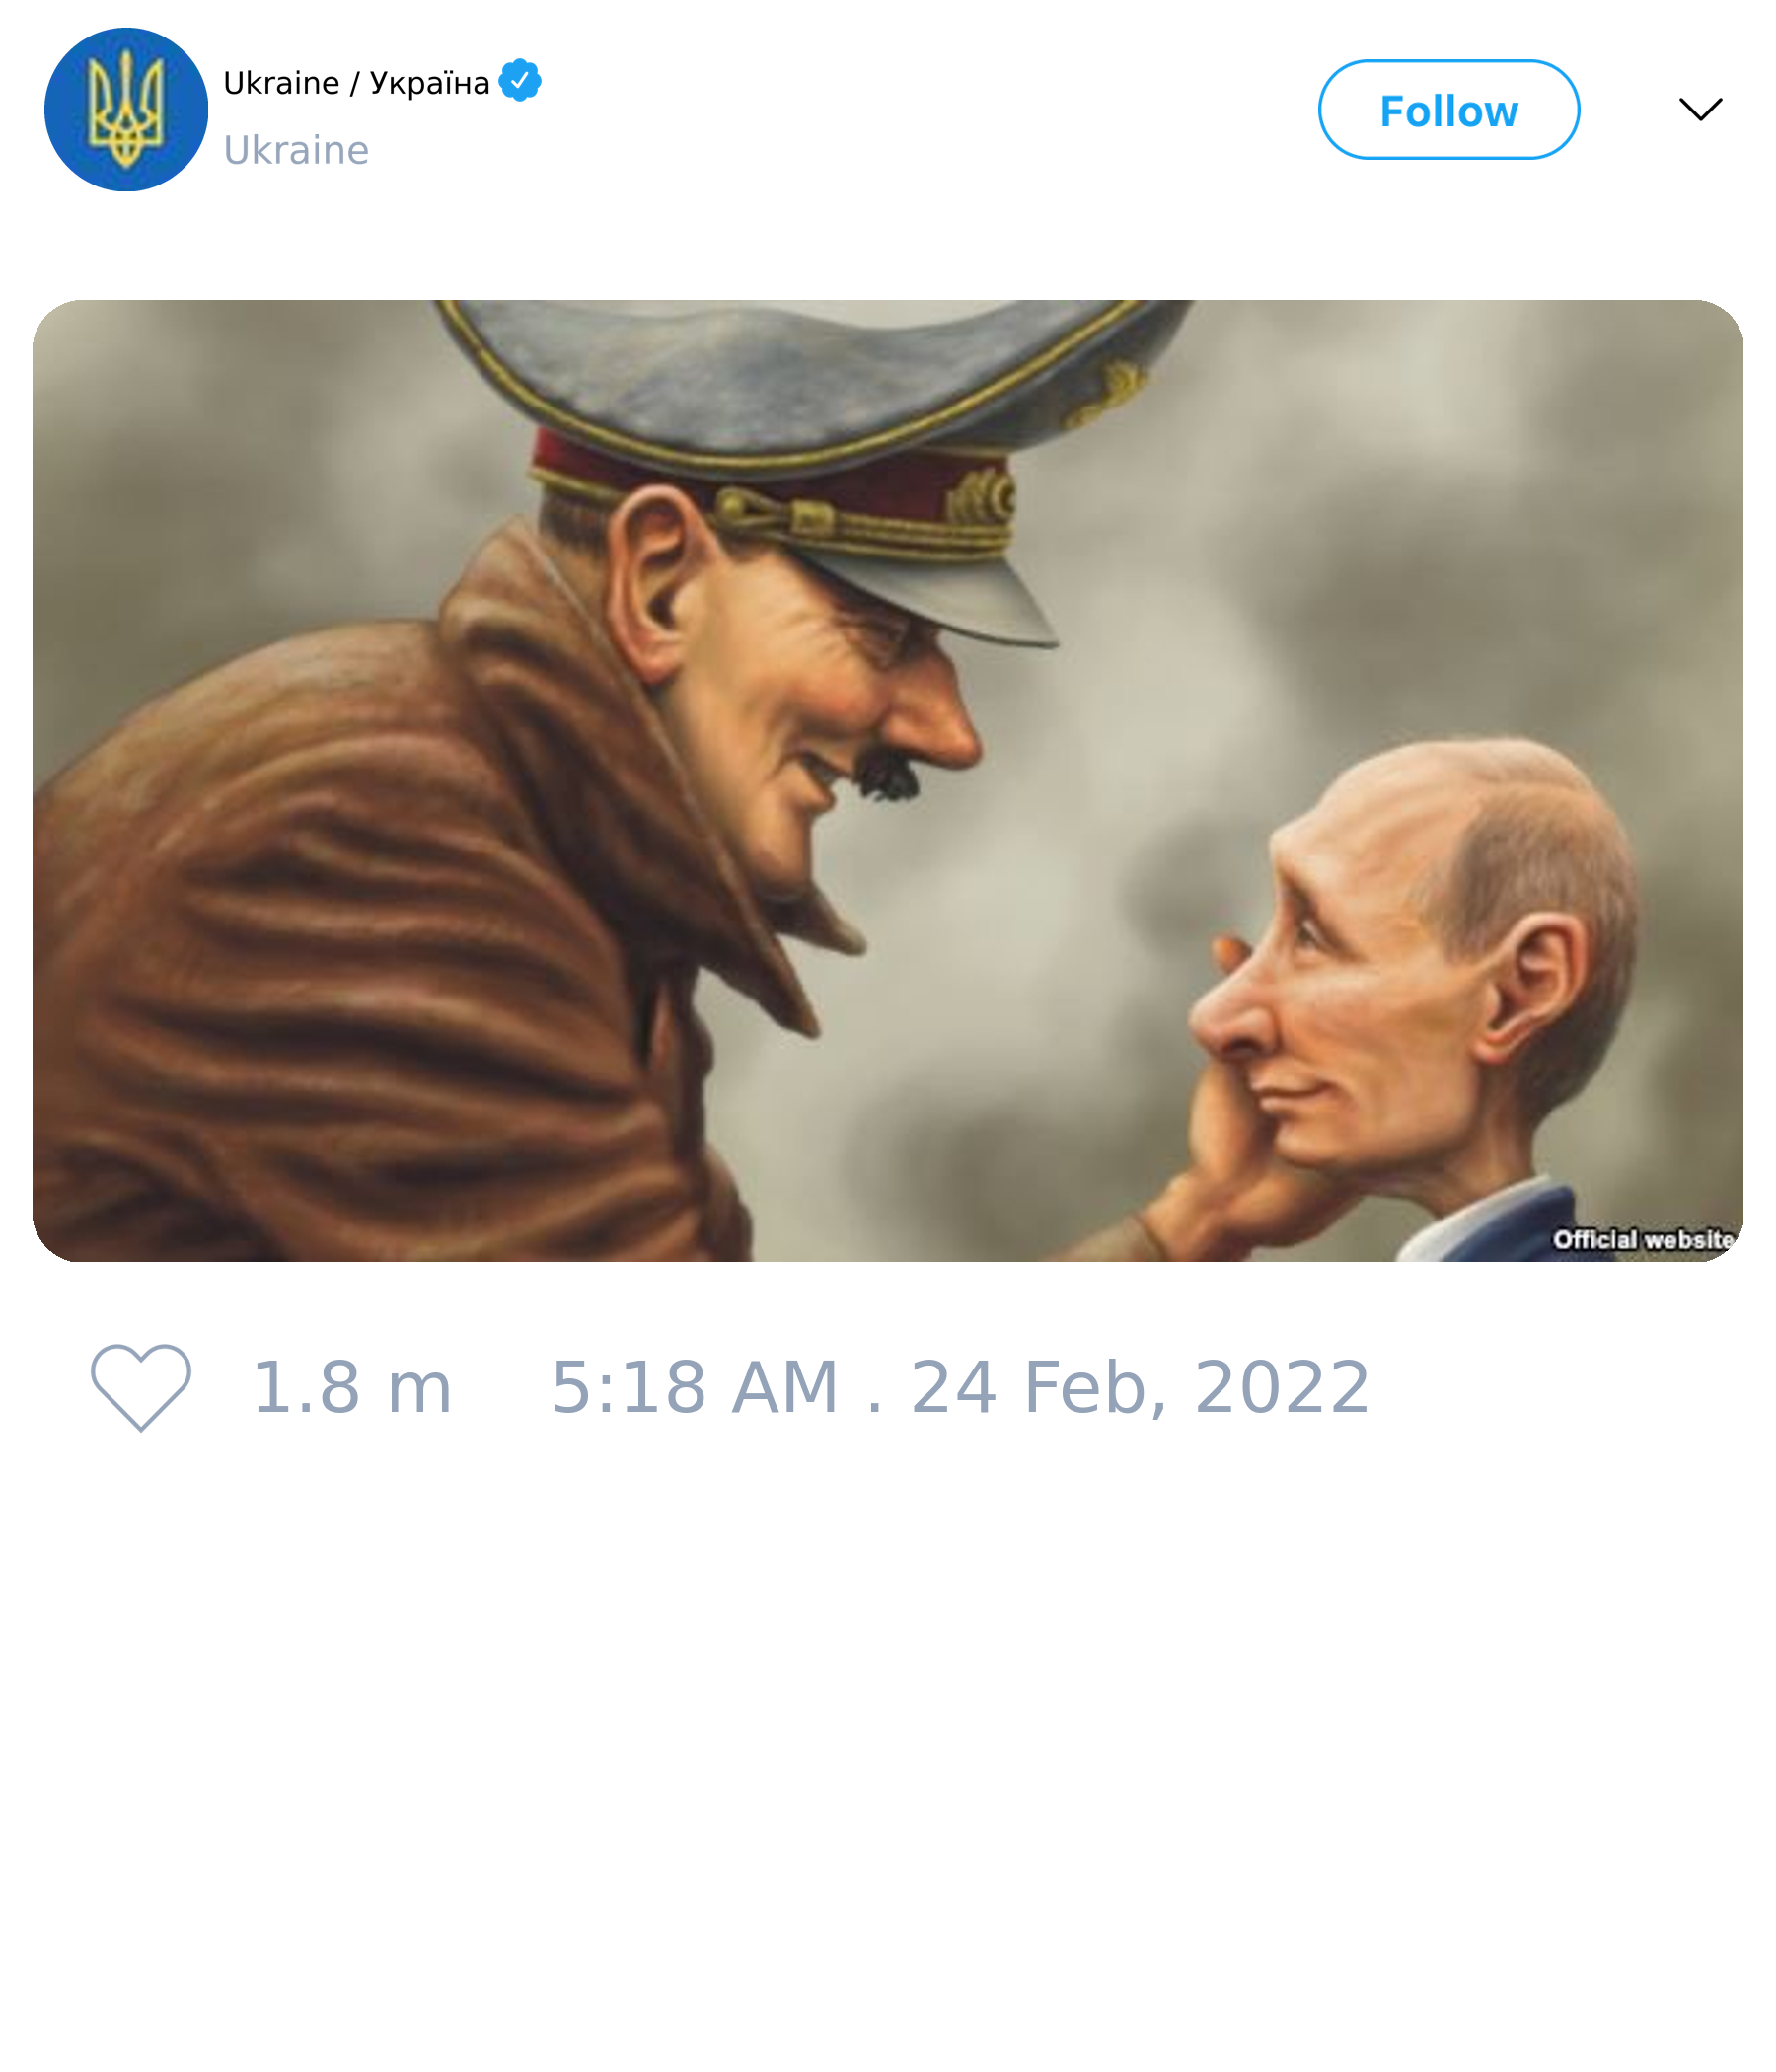 Ukraine / Україна
Ukraine
Follow
Official website
1.8 m 5:18 AM . 24 Feb, 2022